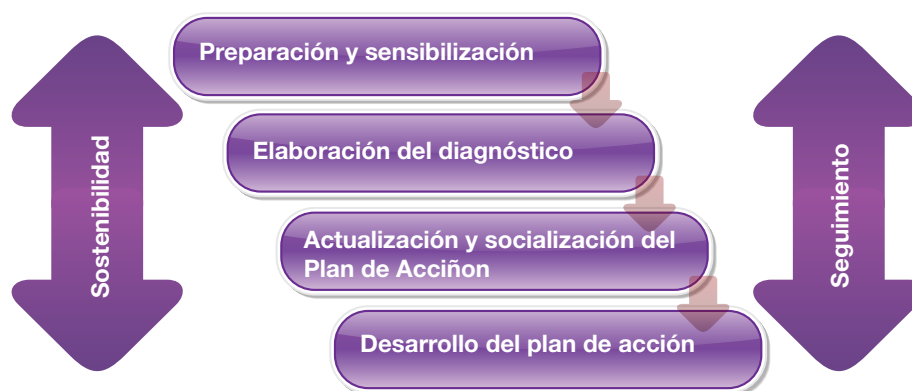 Preparación y sensibilización
Elaboración del diagnóstico
Actualización y socialización del
Plan de Acciñon
Desarrollo del plan de acción
Sostenibilidad
Seguimiento